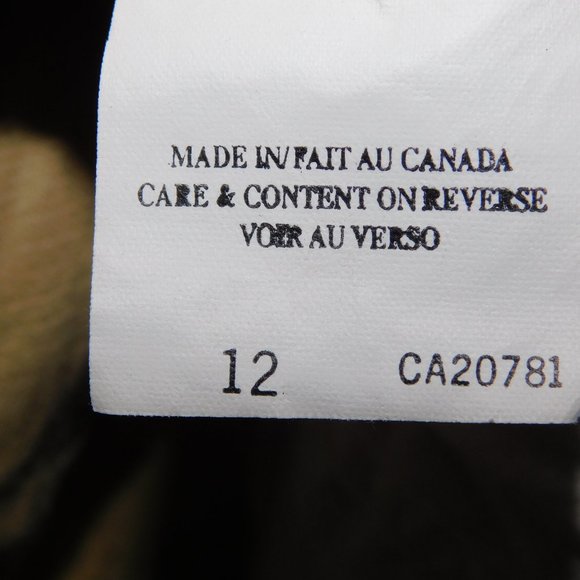 MADE IN/FAIT AU CANADA
CARE & CONTENT ON REVERSE
VOIR AU VERSO
12 CA20781